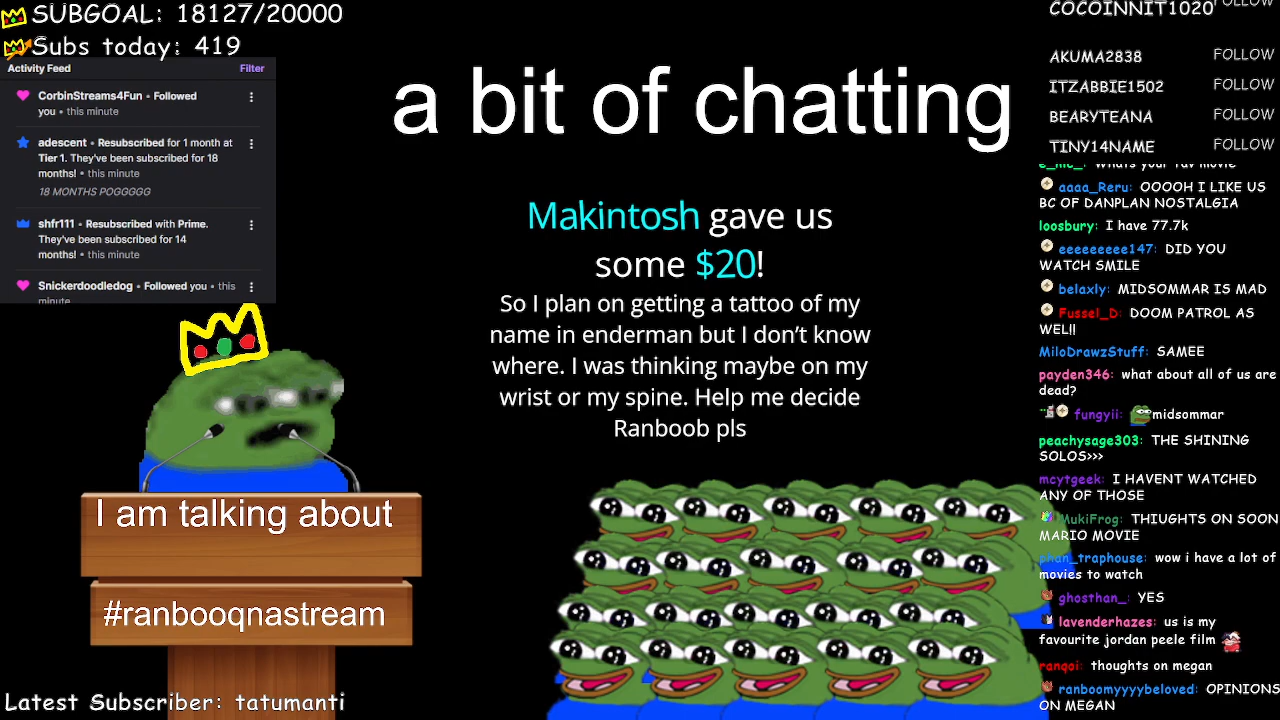 SUBGOAL: 18127/20000
Subs today: 419
Activity Feed
Filter
CorbinStreams4Fun • Followed
you • this minute
adescent • Resubscribed for 1 month at
Tier 1. They've been subscribed for 18
months! • this minute
18 MONTHS POGGGGG
shfr111 • Resubscribed with Prime.
They've been subscribed for 14
months! • this minute
Snickerdoodledog • Followed you • this
minute
a bit of chatting
Makintosh gave us
some $20!
So I plan on getting a tattoo of my
name in enderman but I don’t know
where. I was thinking maybe on my
wrist or my spine. Help me decide
Ranboob pls
I am talking about
#ranbooqnastream
Latest Subscriber: tatumanti
COCOINNIT1020 FOLLOW
AKUMA2838 FOLLOW
ITZABBIE1502 FOLLOW
BEARYTEANA FOLLOW
TINY14NAME FOLLOW
whats your fav movie
aaaa_Reru: OOOOH I LIKE US
BC OF DANPLAN NOSTALGIA
loosbury: I have 77.7k
eeeeeeeee147: DID YOU
WATCH SMILE
belaxly: MIDSOMMAR IS MAD
Fussel_D: DOOM PATROL AS
WELll
MiloDrawzStuff: SAMEE
payden346: what about all of us are
dead?
fungyii: midsommar
peachysage303: THE SHINING
SOLOS>>>
mcytgeek: I HAVENT WATCHED
ANY OF THOSE
MukiFrog: THIUGHTS ON SOON
MARIO MOVIE
phan_traphouse: wow i have a lot of
movies to watch
ghosthan_: YES
lavenderhazes: us is my
favourite jordan peele film
ranqoi: thoughts on megan
ranboomyyyybeloved: OPINIONS
ON MEGAN